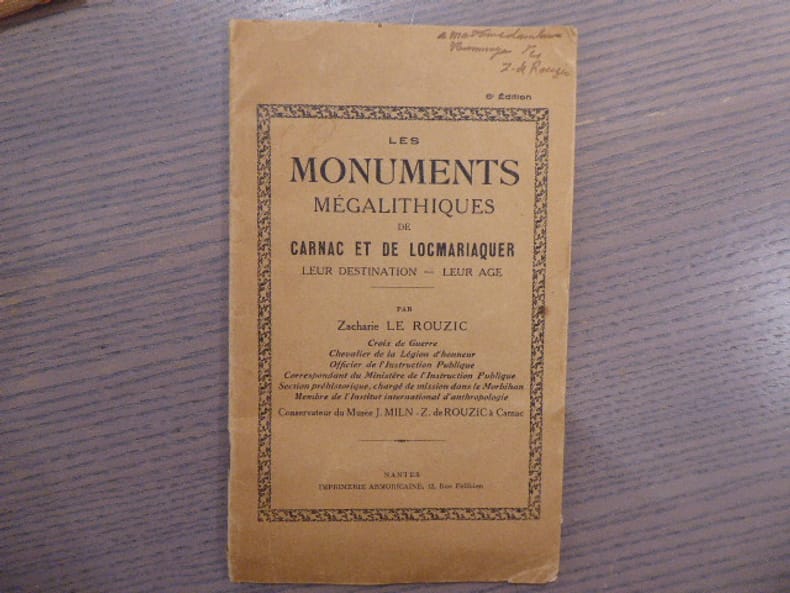 Hommage
Z. de Rouzic
6e Édition
LES
MONUMENTS
MÉGALITHIQUES
DE
CARNAC ET DE LOCMARIAQUER
LEUR DESTINATION — LEUR AGE
PAR
Zacharie LE ROUZIC
Croix de Guerre
Chevalier de la Légion d'honneur
Officier de l'Instruction Publique
Correspondant du Ministère de l'Instruction Publique
Section préhistorique, chargé de mission dans le Morbihan
Membre de l'Institut international d'anthropologie
Conservateur du Musée J. MILN - Z. de ROUZIC à Carnac
NANTES
IMPRIMERIE ARMORICAINE, Rue